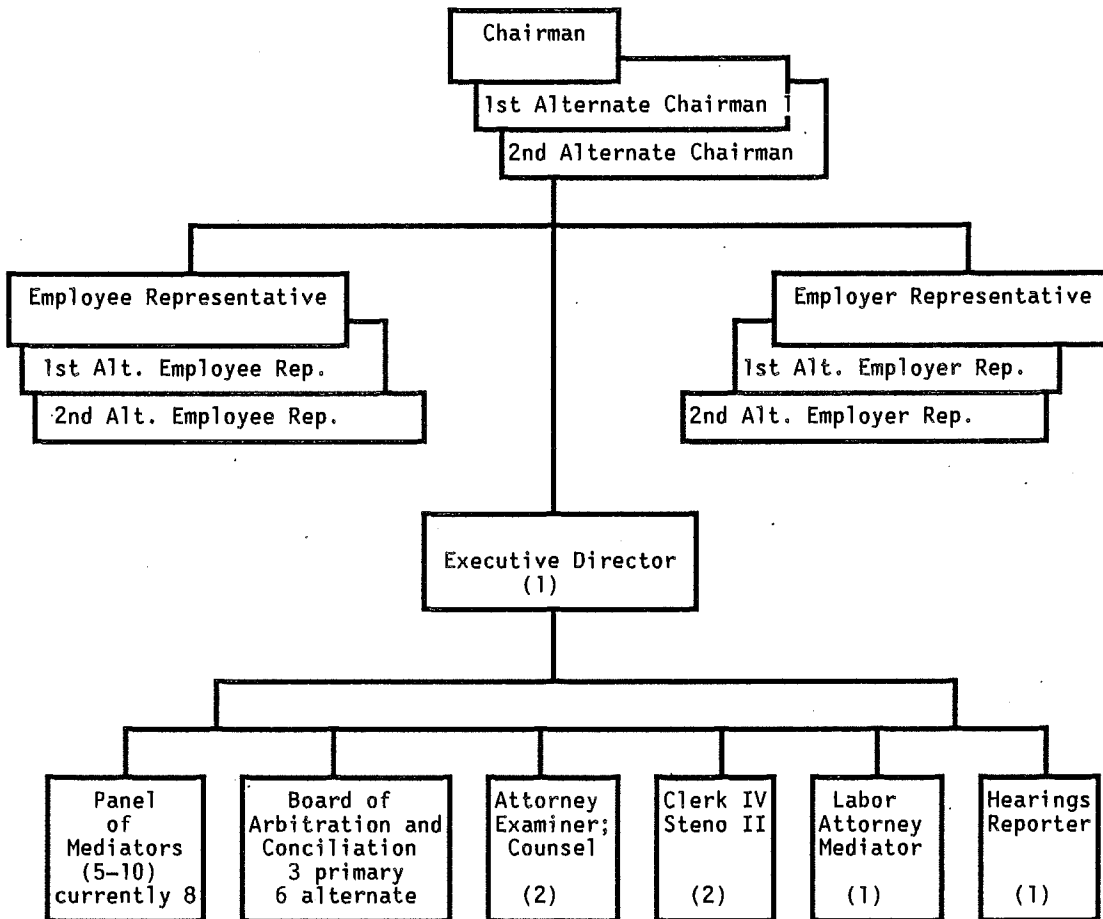 Chairman
1st Alternate Chairman
2nd Alternate Chairman
Employee Representative
1st Alt. Employee Rep.
2nd Alt. Employee Rep.
Employer Representative
1st Alt. Employer Rep.
2nd Alt. Employer Rep.
Executive Director
(1)
Panel
of
Mediators
(5-10)
currently 8
Board of
Arbitration and
Conciliation
3 primary
6 alternate
Attorney
Examiner;
Counsel
(2)
Clerk IV
Steno II
(2)
Labor
Attorney
Mediator
(1)
Hearings
Reporter
(1)